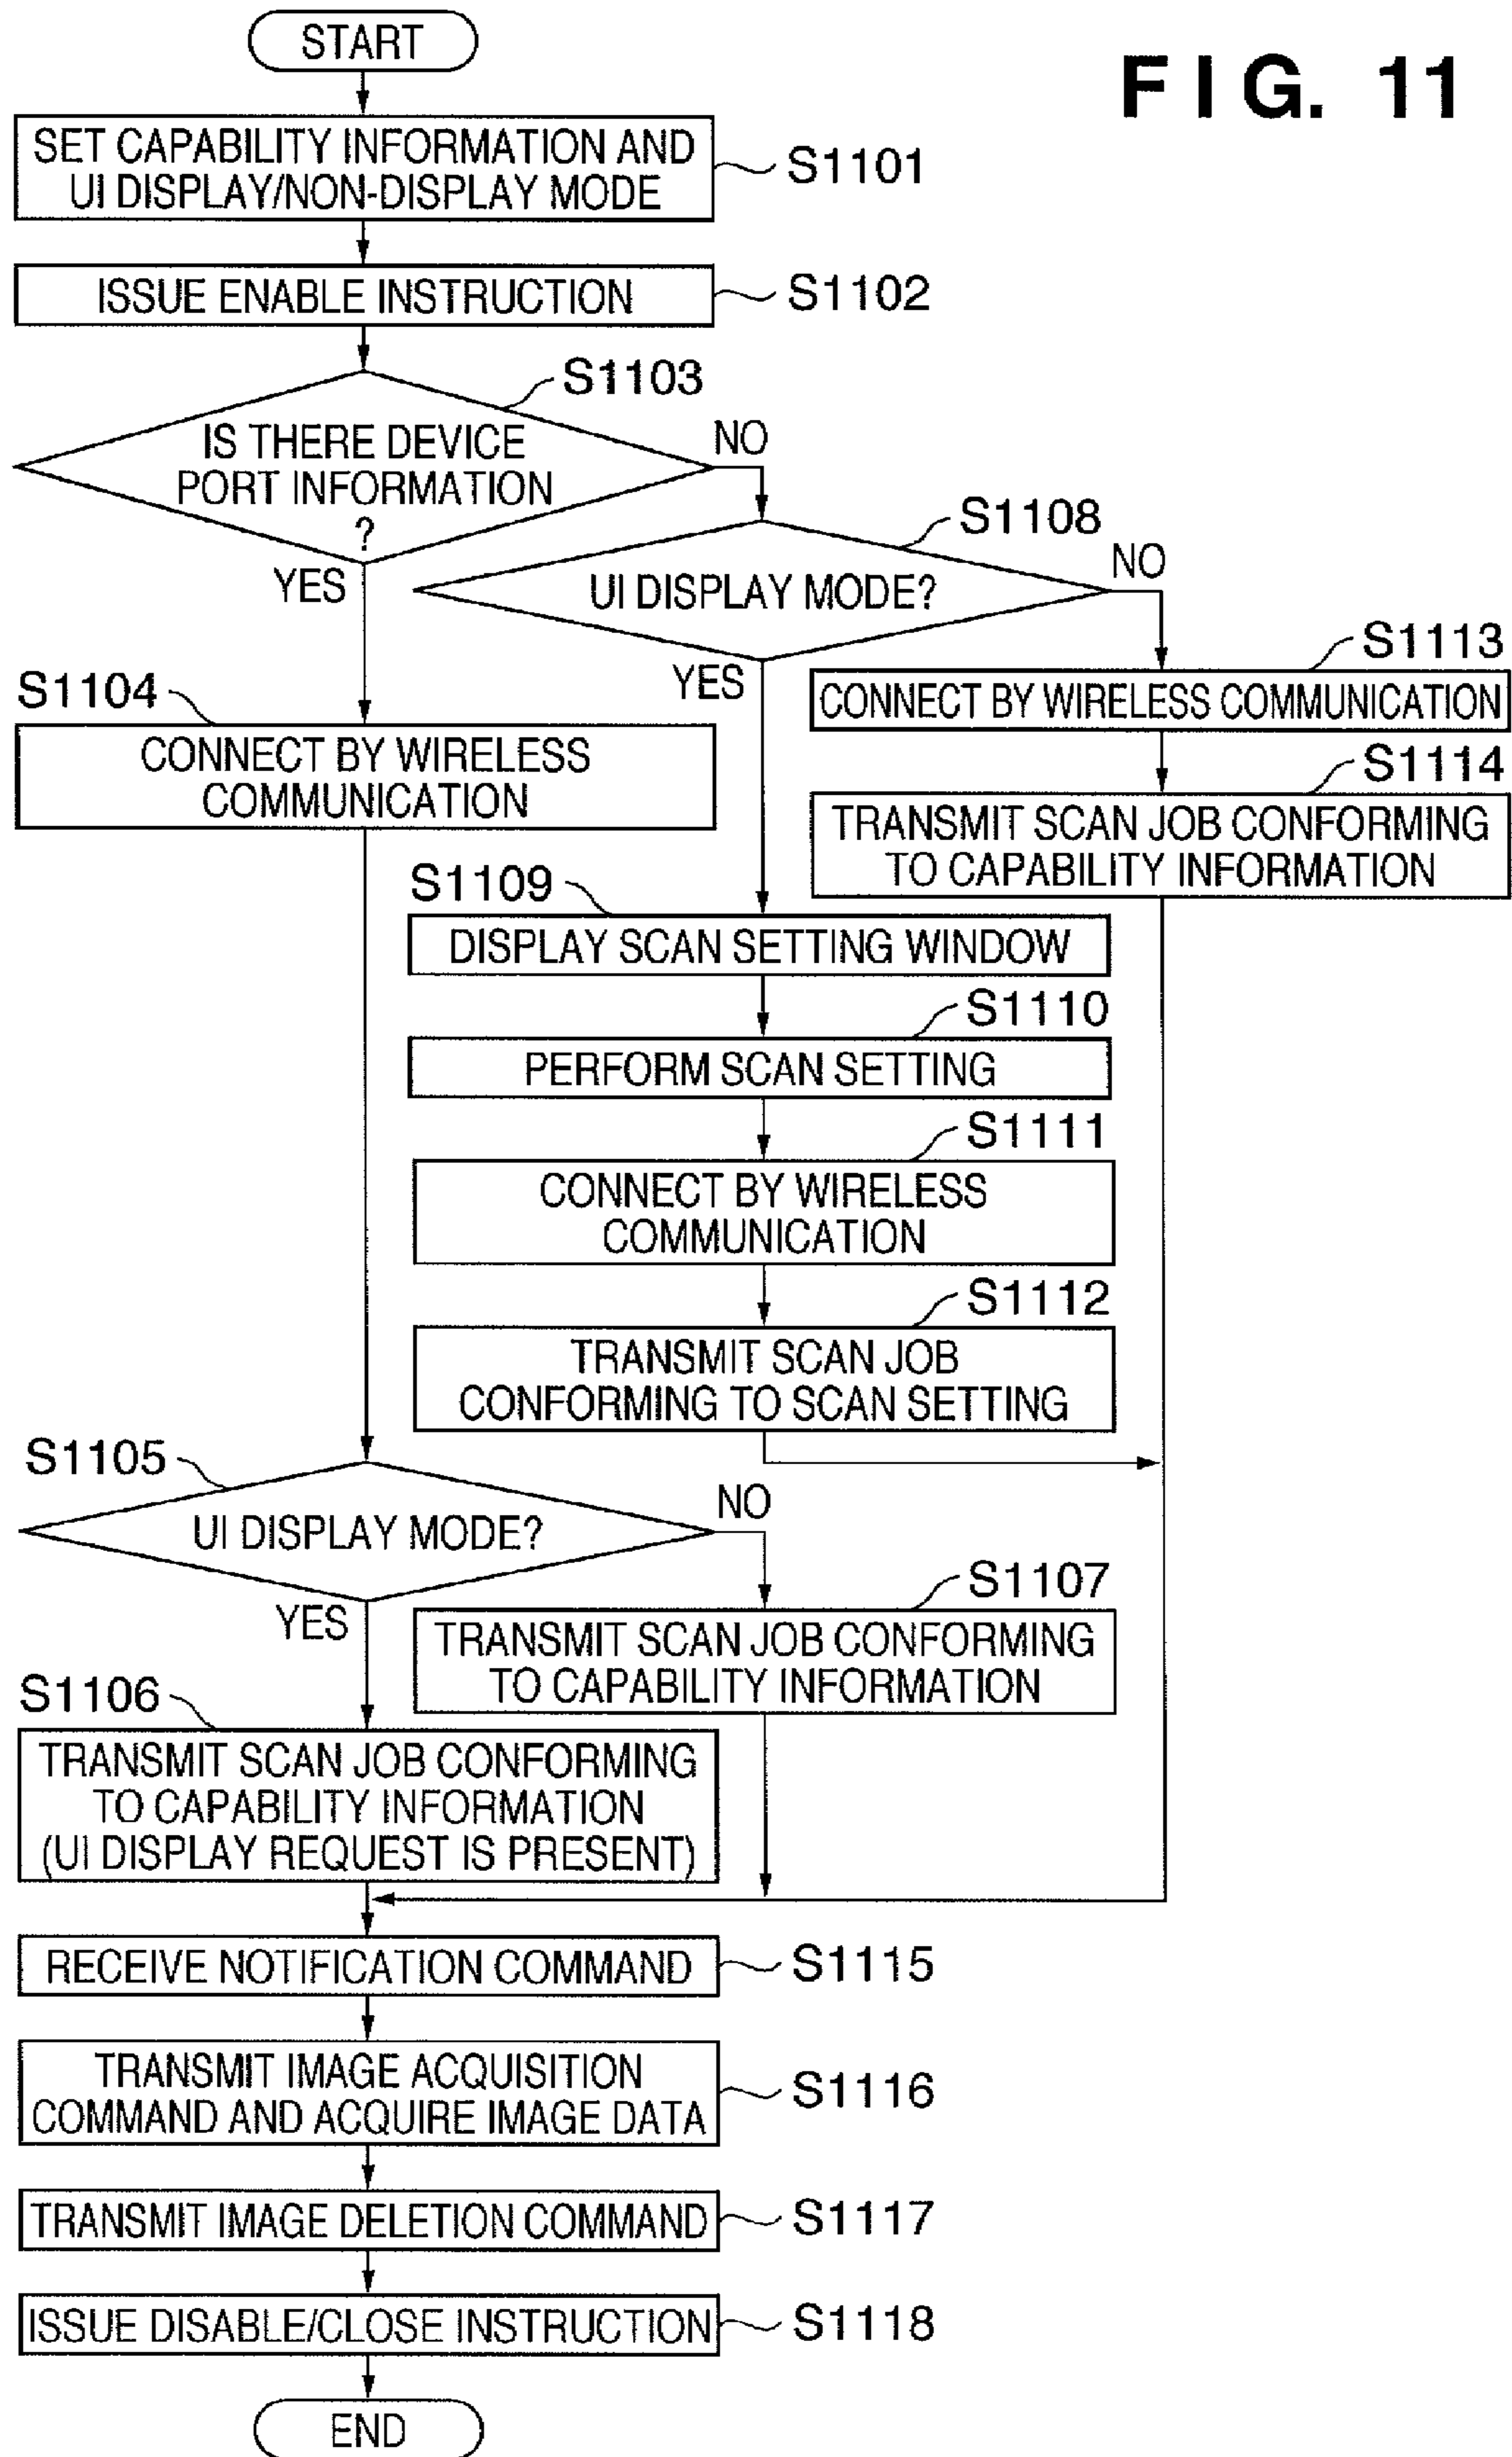 START
FIG. 11
SET CAPABILITY INFORMATION AND
UI DISPLAY/NON-DISPLAY MODE
S1101
ISSUE ENABLE INSTRUCTION
S1102
S1103
IS THERE DEVICE
PORT INFORMATION
?
NO
YES
S1108
UI DISPLAY MODE?
NO
YES
S1113
CONNECT BY WIRELESS COMMUNICATION
S1104
CONNECT BY WIRELESS
COMMUNICATION
S1114
TRANSMIT SCAN JOB CONFORMING
TO CAPABILITY INFORMATION
S1109
DISPLAY SCAN SETTING WINDOW
S1110
PERFORM SCAN SETTING
S1111
CONNECT BY WIRELESS
COMMUNICATION
S1112
TRANSMIT SCAN JOB
CONFORMING TO SCAN SETTING
S1105
UI DISPLAY MODE?
NO
YES
S1107
TRANSMIT SCAN JOB CONFORMING
TO CAPABILITY INFORMATION
S1106
TRANSMIT SCAN JOB CONFORMING
TO CAPABILITY INFORMATION
(UI DISPLAY REQUEST IS PRESENT)
RECEIVE NOTIFICATION COMMAND
S1115
TRANSMIT IMAGE ACQUISITION
COMMAND AND ACQUIRE IMAGE DATA
S1116
TRANSMIT IMAGE DELETION COMMAND
S1117
ISSUE DISABLE/CLOSE INSTRUCTION
S1118
END